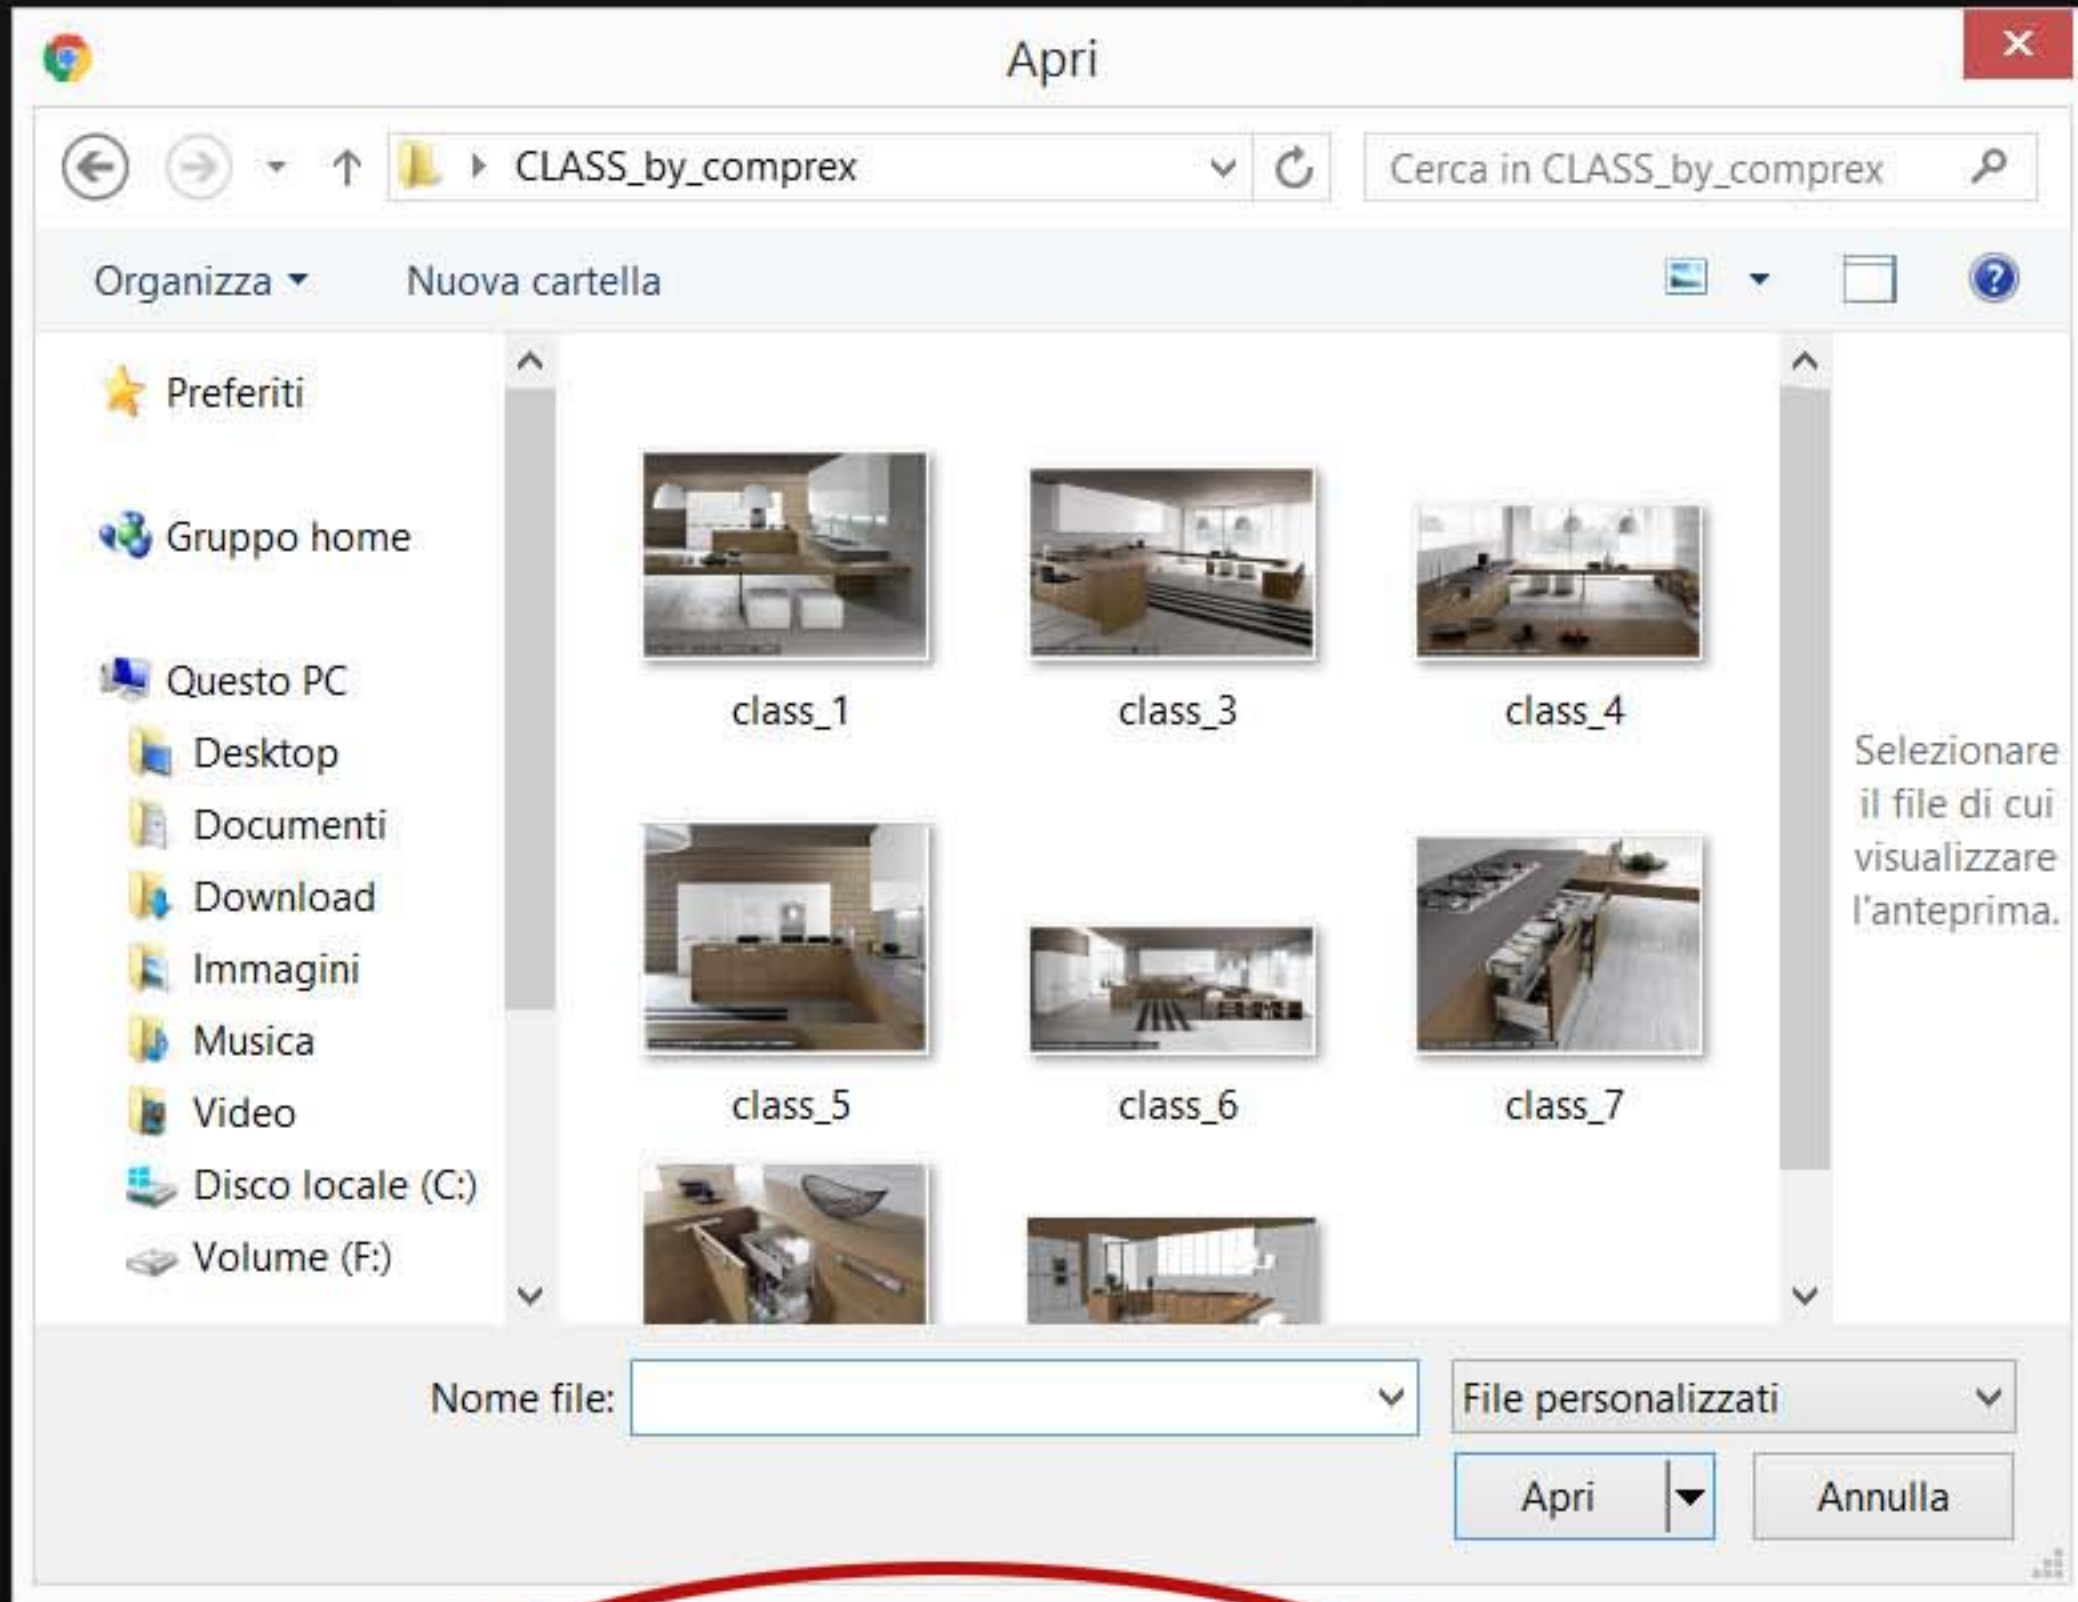 Apri
CLASS_by_comprex
Cerca in CLASS_by_comprex
Organizza
Nuova cartella
Preferiti
Gruppo home
Questo PC
Desktop
Documenti
Download
Immagini
Musica
Video
Disco locale (C:)
Volume (F:)
class_1
class_3
class_4
class_5
class_6
class_7
Selezionare
il file di cui
visualizzare
l'anteprima.
Nome file:
File personalizzati
Apri
Annulla